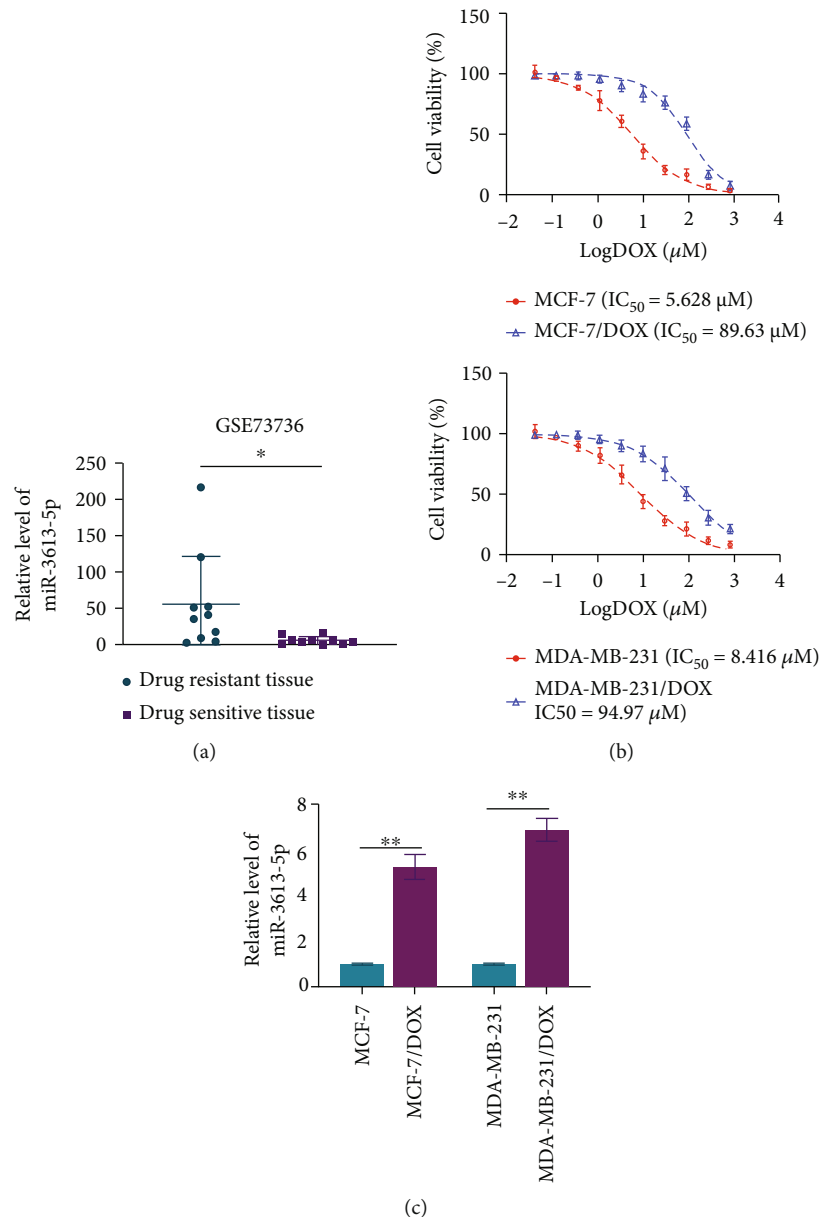 GSE73736
*
Relative level of
miR-3613-5p
250
200
150
100
50
0
Drug resistant tissue
Drug sensitive tissue
(a)
Cell viability (%)
150
100
50
0
–2 –1 0 1 2 3 4
LogDOX (μM)
MCF-7 (IC50 = 5.628 μM)
MCF-7/DOX (IC50 = 89.63 μM)
Cell viability (%)
150
100
50
0
–2 –1 0 1 2 3 4
LogDOX (μM)
MDA-MB-231 (IC50 = 8.416 μM)
MDA-MB-231/DOX
IC50 = 94.97 μM)
(b)
Relative level of
miR-3613-5p
8
6
4
2
0
**
**
MCF-7
MCF-7/DOX
MDA-MB-231
MDA-MB-231/DOX
(c)